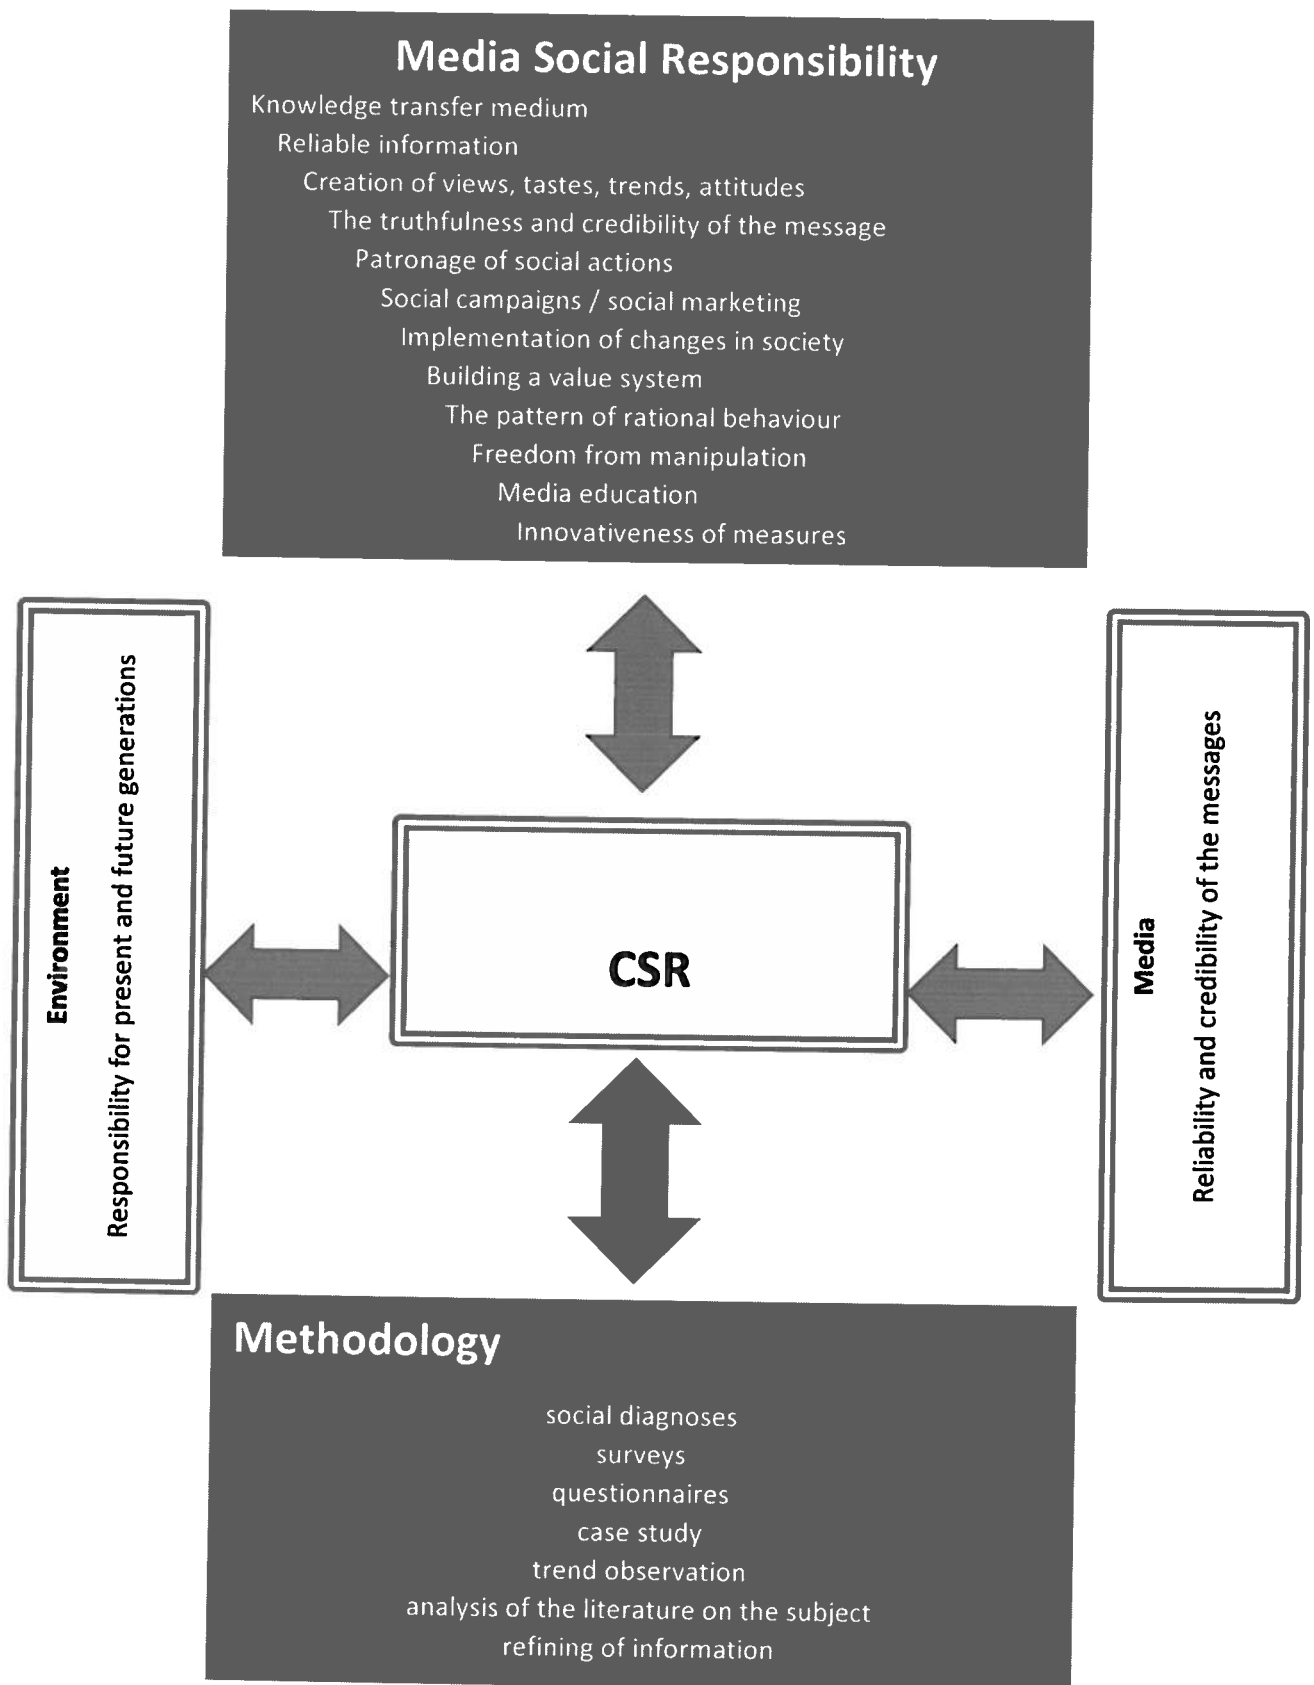 Media Social Responsibility
Knowledge transfer medium
Reliable information
Creation of views, tastes, trends, attitudes
The truthfulness and credibility of the message
Patronage of social actions
Social campaigns / social marketing
Implementation of changes in society
Building a value system
The pattern of rational behaviour
Freedom from manipulation
Media education
Innovativeness of measures
Environment
Responsibility for present and future generations
CSR
Media
Reliability and credibility of the messages
Methodology
social diagnoses
surveys
questionnaires
case study
trend observation
analysis of the literature on the subject
refining of information